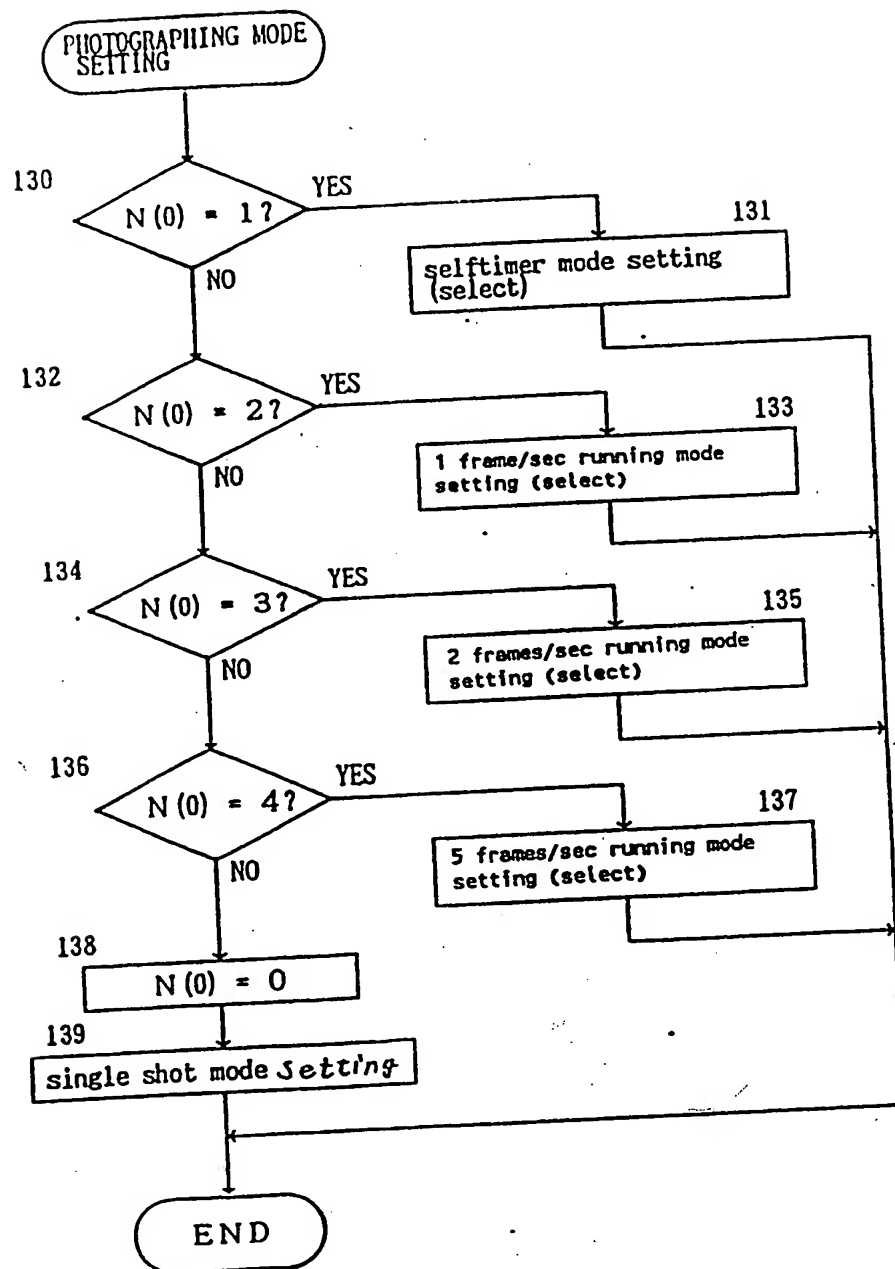 PHOTOGRAPHING MODE
SETTING
130
N(0) = 1?
YES
NO
131
selftimer mode setting
(select)
132
N(0) = 2?
YES
NO
133
1 frame/sec running mode
setting (select)
134
N(0) = 3?
YES
NO
135
2 frames/sec running mode
setting (select)
136
N(0) = 4?
YES
NO
137
5 frames/sec running mode
setting (select)
138
N(0) = 0
139
single shot mode setting
END